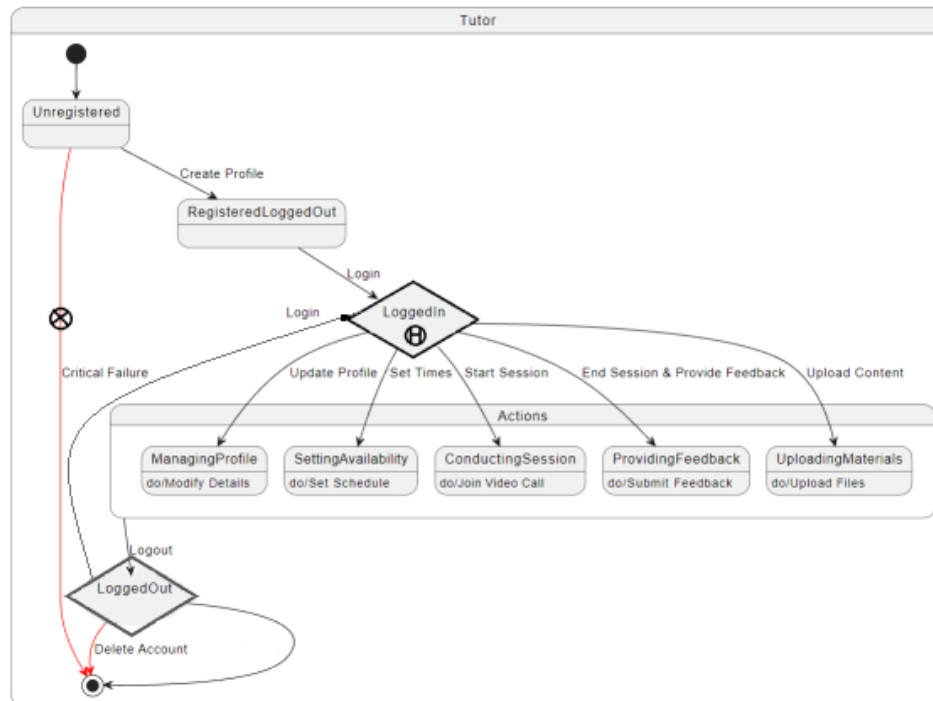 Tutor
Unregistered
Create Profile
RegisteredLoggedOut
Login
Login
LoggedIn
H
Critical Failure
Update Profile
Set Times
Start Session
End Session & Provide Feedback
Upload Content
Actions
ManagingProfile
do/Modify Details
SettingAvailability
do/Set Schedule
ConductingSession
do/Join Video Call
ProvidingFeedback
do/Submit Feedback
UploadingMaterials
do/Upload Files
Logout
LoggedOut
Delete Account